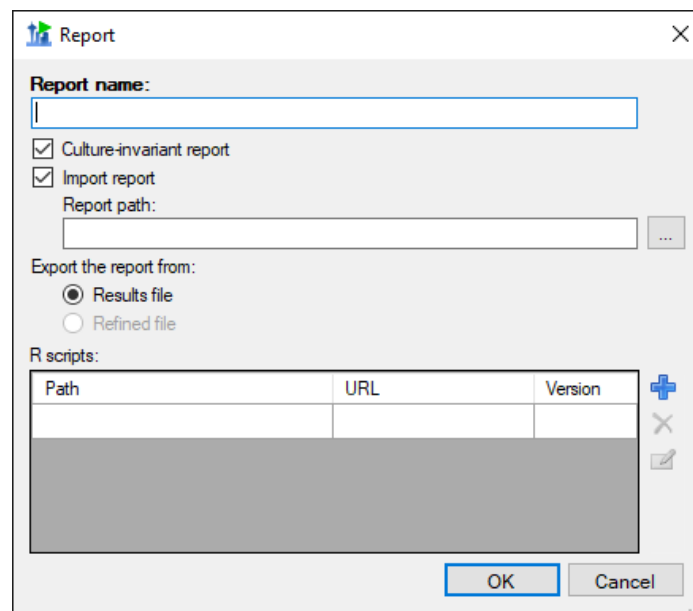 Report
Report name:
Culture-invariant report
Import report
Report path:
...
Export the report from:
Results file
Refined file
R scripts:
Path URL Version
OK Cancel